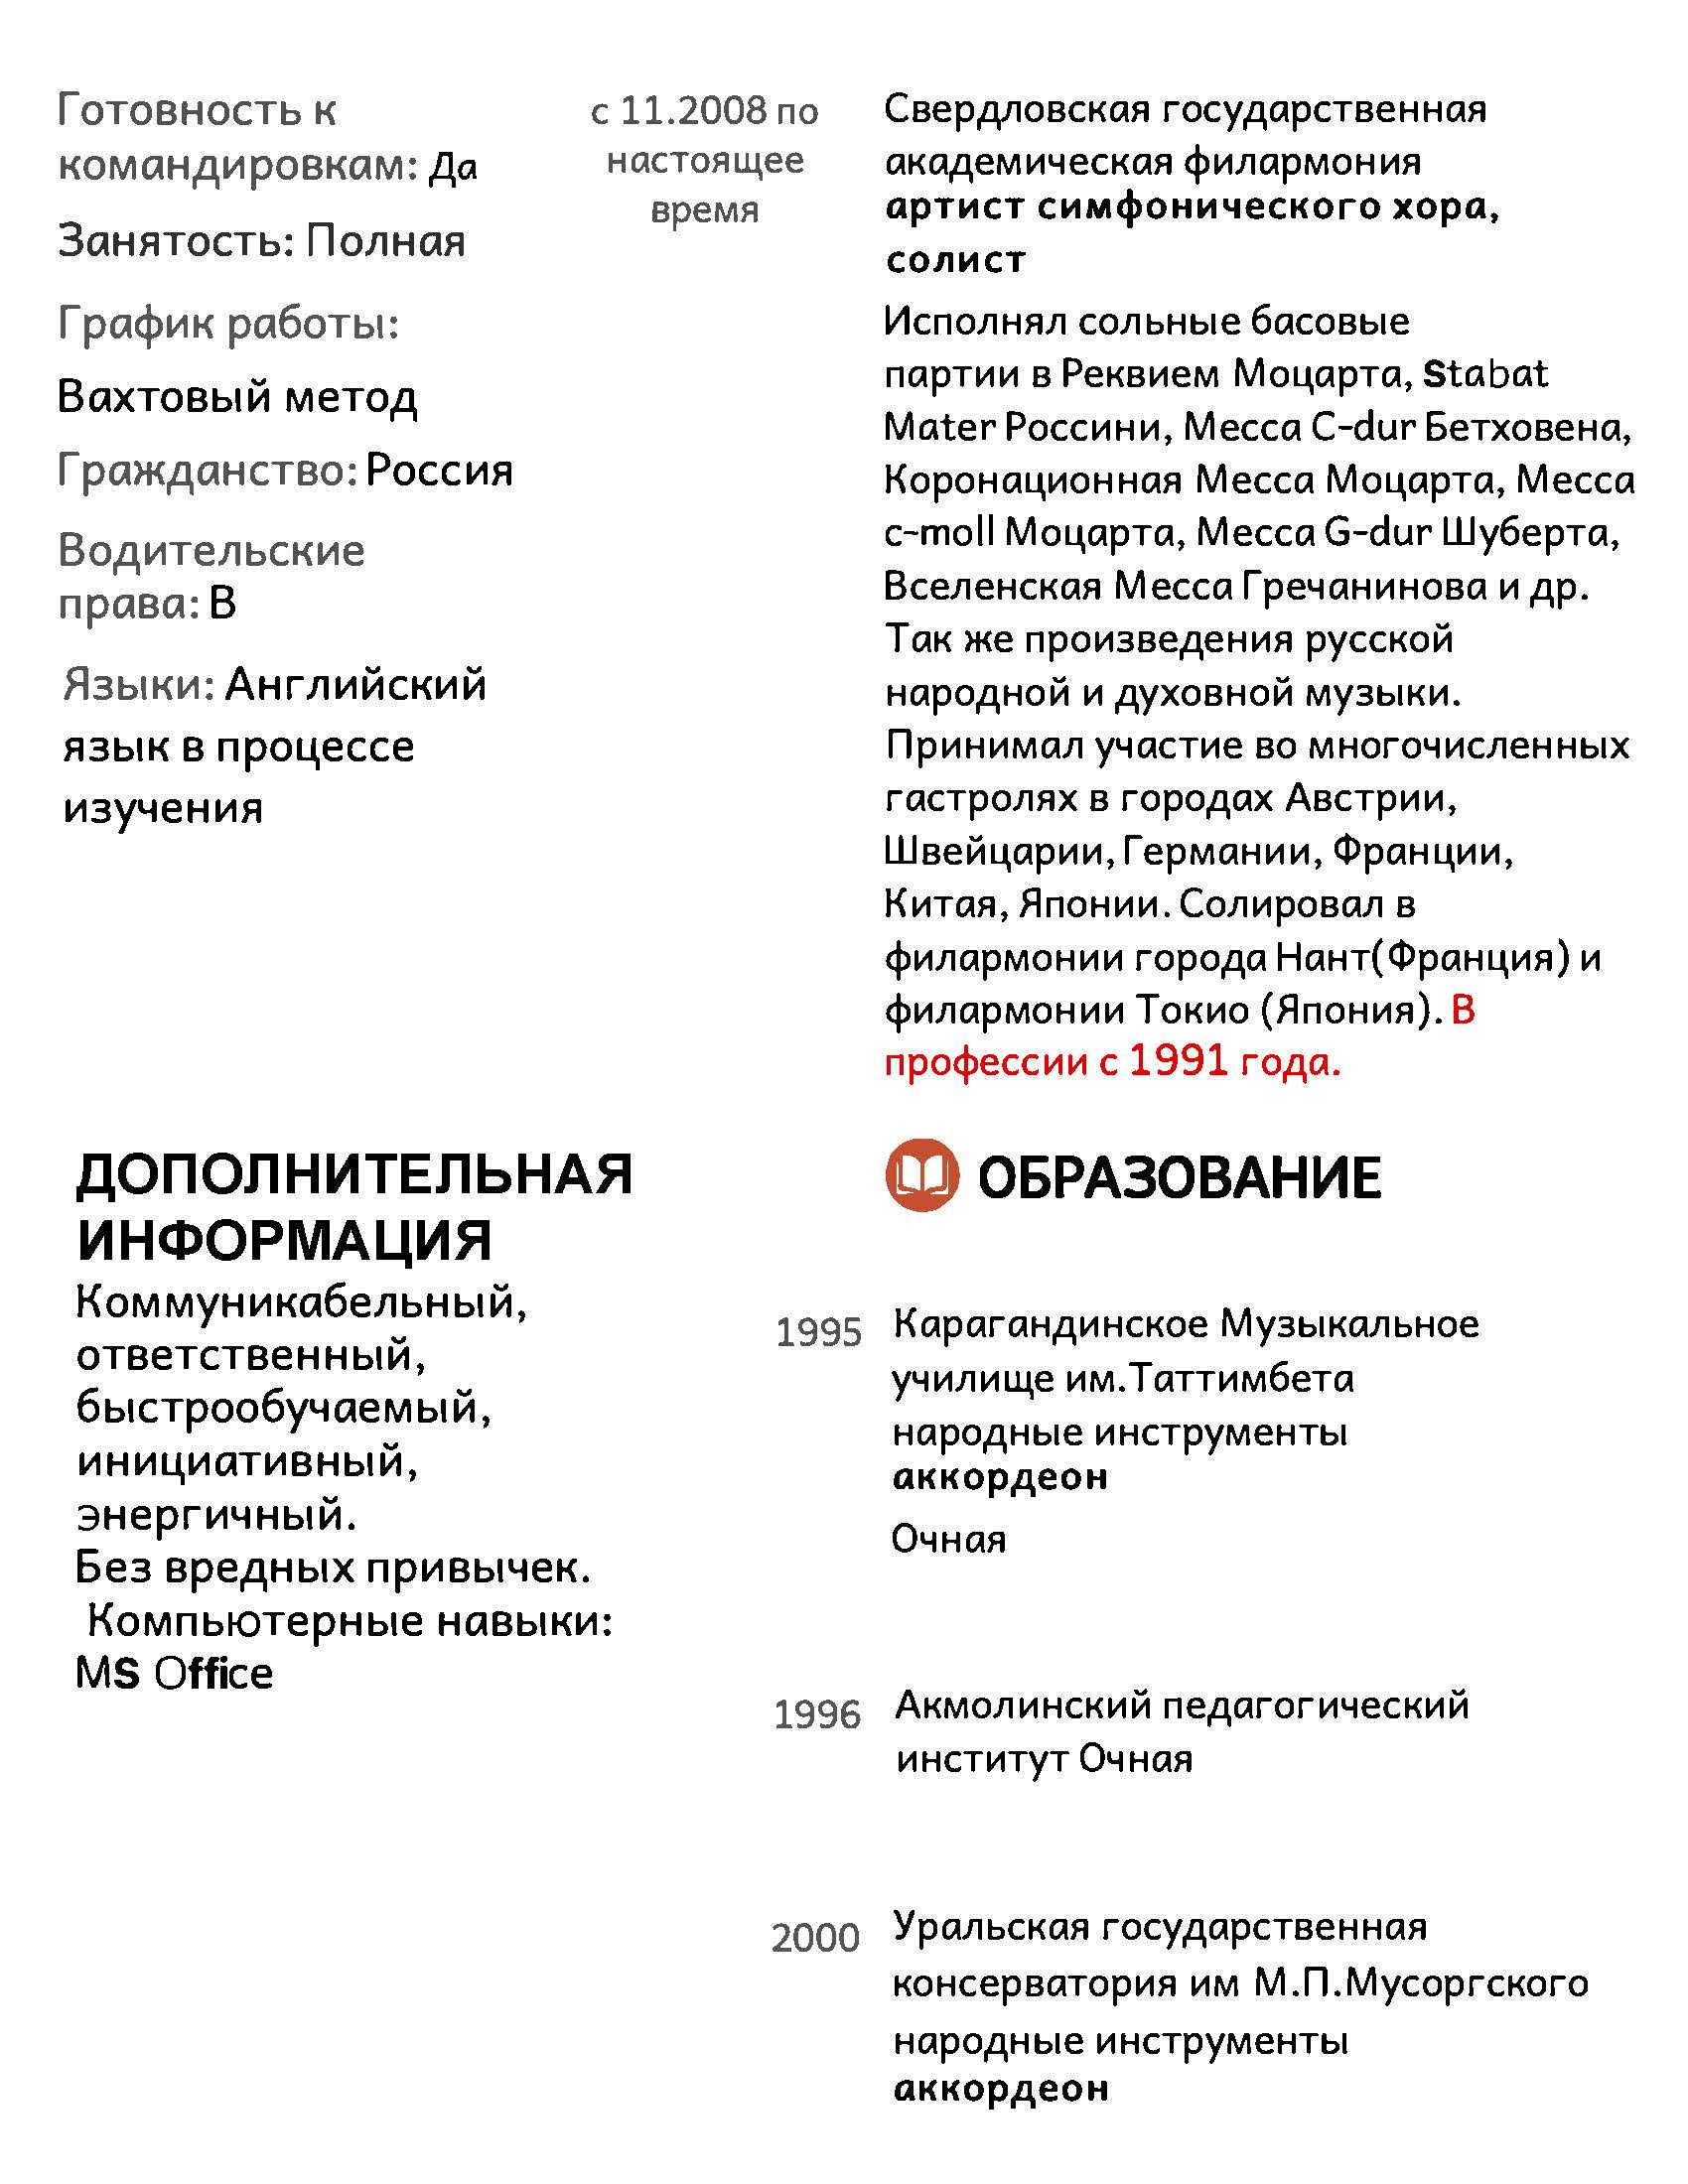 Готовность к
командировкам: Да
Занятость: Полная
График работы:
Вахтовый метод
Гражданство: Россия
Водительские
права: В
Языки: Английский
язык в процессе
изучения
с 11.2008 по
настоящее
время
Свердловская государственная
академическая филармония
артист симфонического хора,
солист
Исполнял сольные басовые
партии в Реквием Моцарта, Stabat
Mater Россини, Месса C-dur Бетховена,
Коронационная Месса Моцарта, Месса
c-moll Моцарта, Месса G-dur Шуберта,
Вселенская Месса Гречанинова и др.
Так же произведения русской
народной и духовной музыки.
Принимал участие во многочисленных
гастролях в городах Австрии,
Швейцарии, Германии, Франции,
Китая, Японии. Солировал в
филармонии города Нант(Франция) и
филармонии Токио (Япония). В
профессии с 1991 года.
ДОПОЛНИТЕЛЬНАЯ
ИНФОРМАЦИЯ
Коммуникабельный,
ответственный,
быстрообучаемый,
инициативный,
энергичный.
Без вредных привычек.
Компьютерные навыки:
MS Office
ОБРАЗОВАНИЕ
1995
Карагандинское Музыкальное
училище им.Таттимбета
народные инструменты
аккордеон
Очная
1996
Акмолинский педагогический
институт Очная
2000
Уральская государственная
консерватория им М.П.Мусоргского
народные инструменты
аккордеон